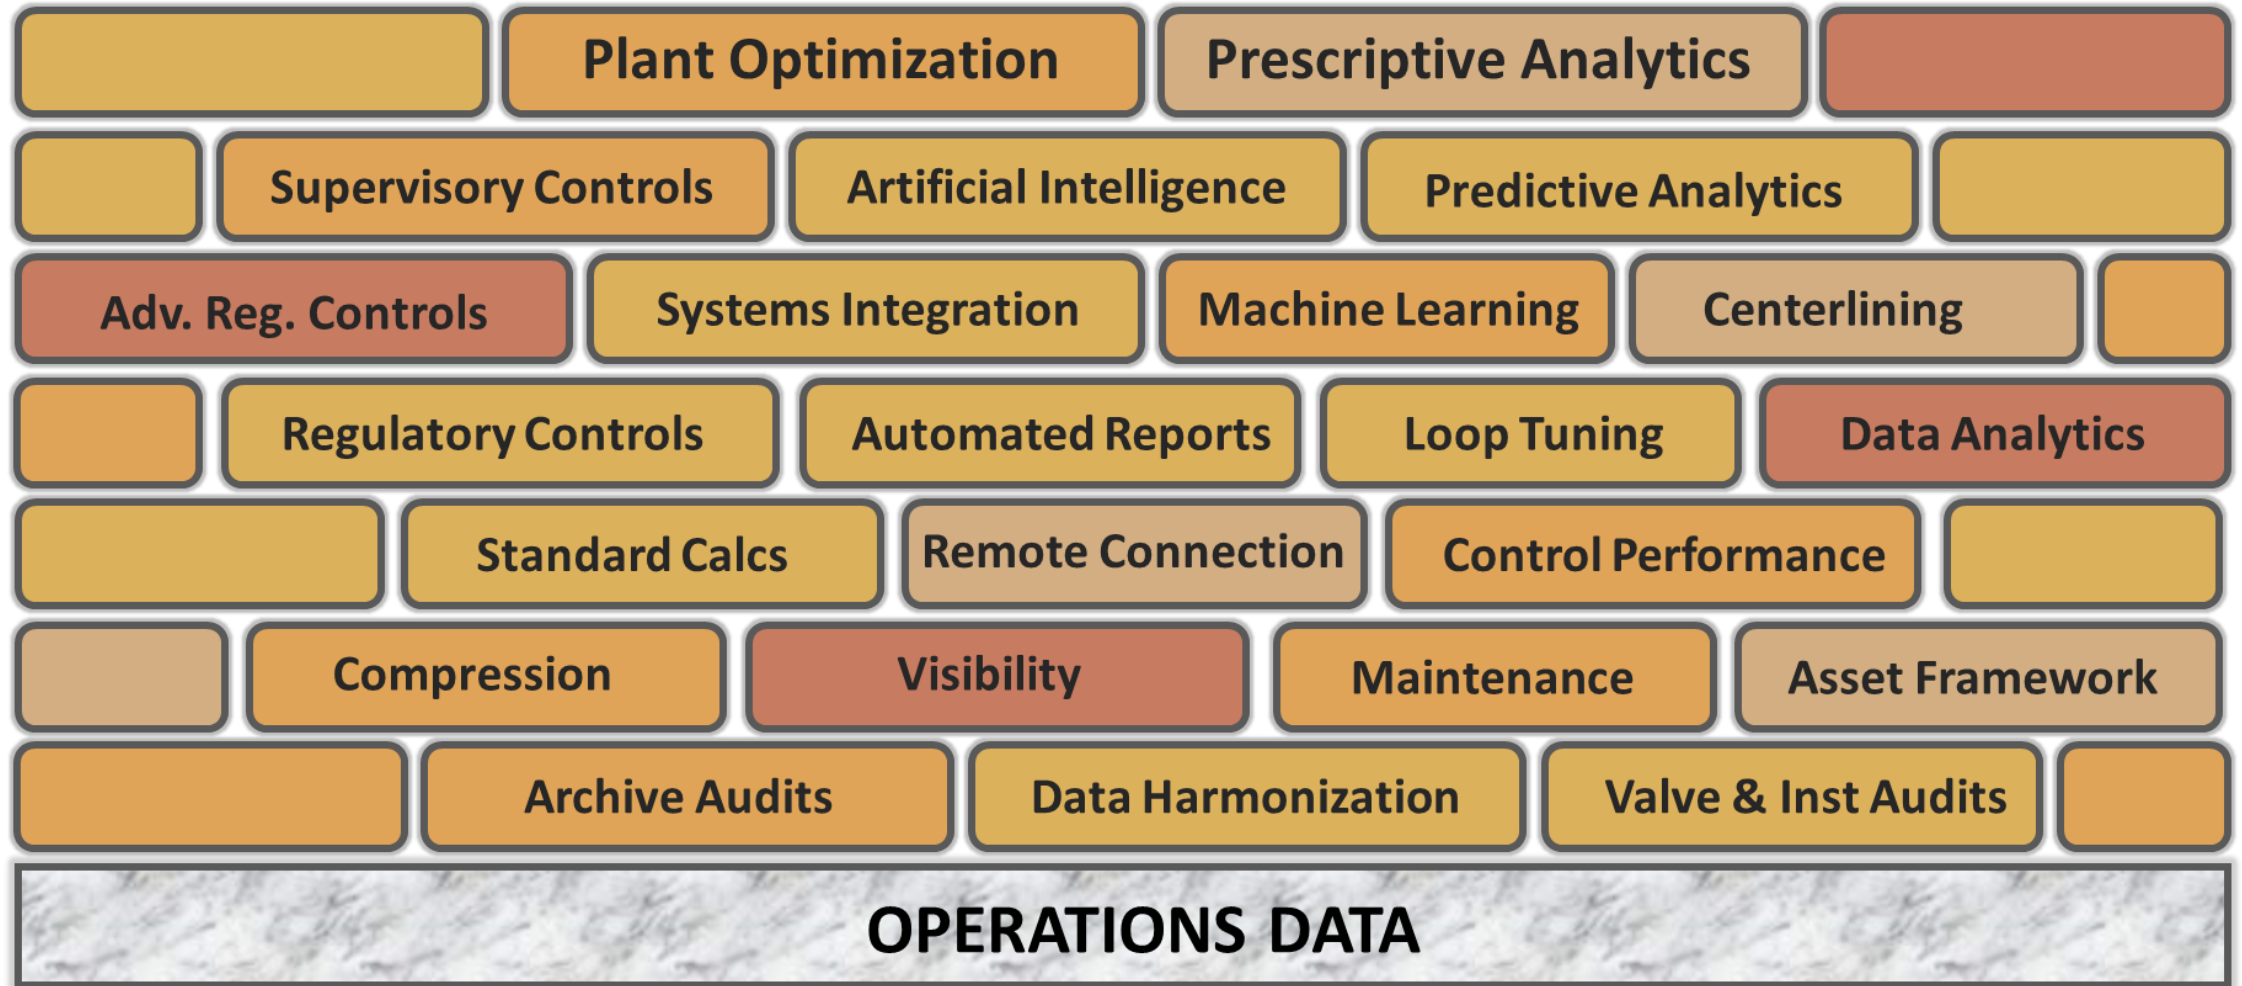 Plant Optimization
Prescriptive Analytics
Supervisory Controls
Artificial Intelligence
Predictive Analytics
Adv. Reg. Controls
Systems Integration
Machine Learning
Centerlining
Regulatory Controls
Automated Reports
Loop Tuning
Data Analytics
Standard Calcs
Remote Connection
Control Performance
Compression
Visibility
Maintenance
Asset Framework
Archive Audits
Data Harmonization
Valve & Inst Audits
OPERATIONS DATA